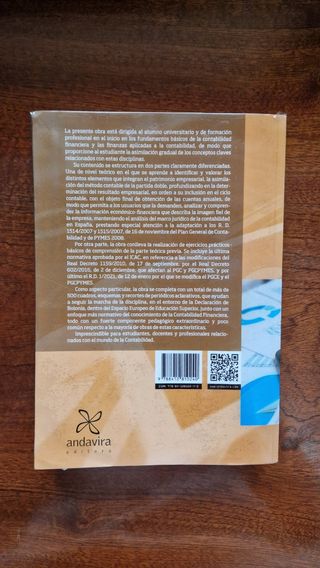 La presente obra está dirigida al alumno universitario y de formación
profesional en el inicio en los fundamentos básicos de la contabilidad
financiera y las finanzas aplicadas a la contabilidad, de modo que
proporcione al estudiante la asimilación gradual de los conceptos claves
relacionados con estas disciplinas.
Su contenido se estructura en dos partes claramente diferenciadas.
Una de nivel teórico en el que se aprende a identificar y valorar los
distintos elementos que integran el patrimonio empresarial, la asimi-
lación del método contable de la partida doble, profundizando en la deter-
minación del resultado empresarial, en orden a su inclusión en el ciclo
contable, con el objeto final de obtención de las cuentas anuales, de
modo que permita a los usuarios que la demanden, analizar y compren-
der la información económico-financiera que describa la imagen fiel de
la empresa, manteniendo el análisis del marco jurídico de la contabilidad
en España, prestando especial atención a la adaptación a los R. D.
1514/2007 y 1515/2007, de 16 de noviembre del Plan General de Conta-
bilidad y de PYMES 2008.
Por otra parte, la obra conlleva la realización de ejercicios prácticos
básicos de comprensión de la parte teórica previa. Se incluye la última
normativa aprobada por el ICAC, en referencia a las modificaciones del
Real Decreto 1159/2010, de 17 de septiembre, por el Real Decreto
602/2016, de 2 de diciembre, que afectan al PGC y PGCPYMES, y por
último el R.D. 1/2021, de 12 de enero por el que se modifica el PGCE y el
PGCPYMES.
Como aspecto particular, la obra se completa con un total de más de
500 cuadros, esquemas y recortes de periódicos aclarativos, que ayudan
a seguir la marcha de la disciplina, en el entorno de la Declaración de
Bolonia, dentro del Espacio Europeo de Educación Superior, junto con un
enfoque más normativo del conocimiento de la Contabilidad Financiera,
todo con un fuerte componente pedagógico extraordinario y poco
común respecto a la mayoría de obras de estas características.
Imprescindible para estudiantes, docentes y profesionales relacio-
nados con el mundo de la Contabilidad.
andavira
editora